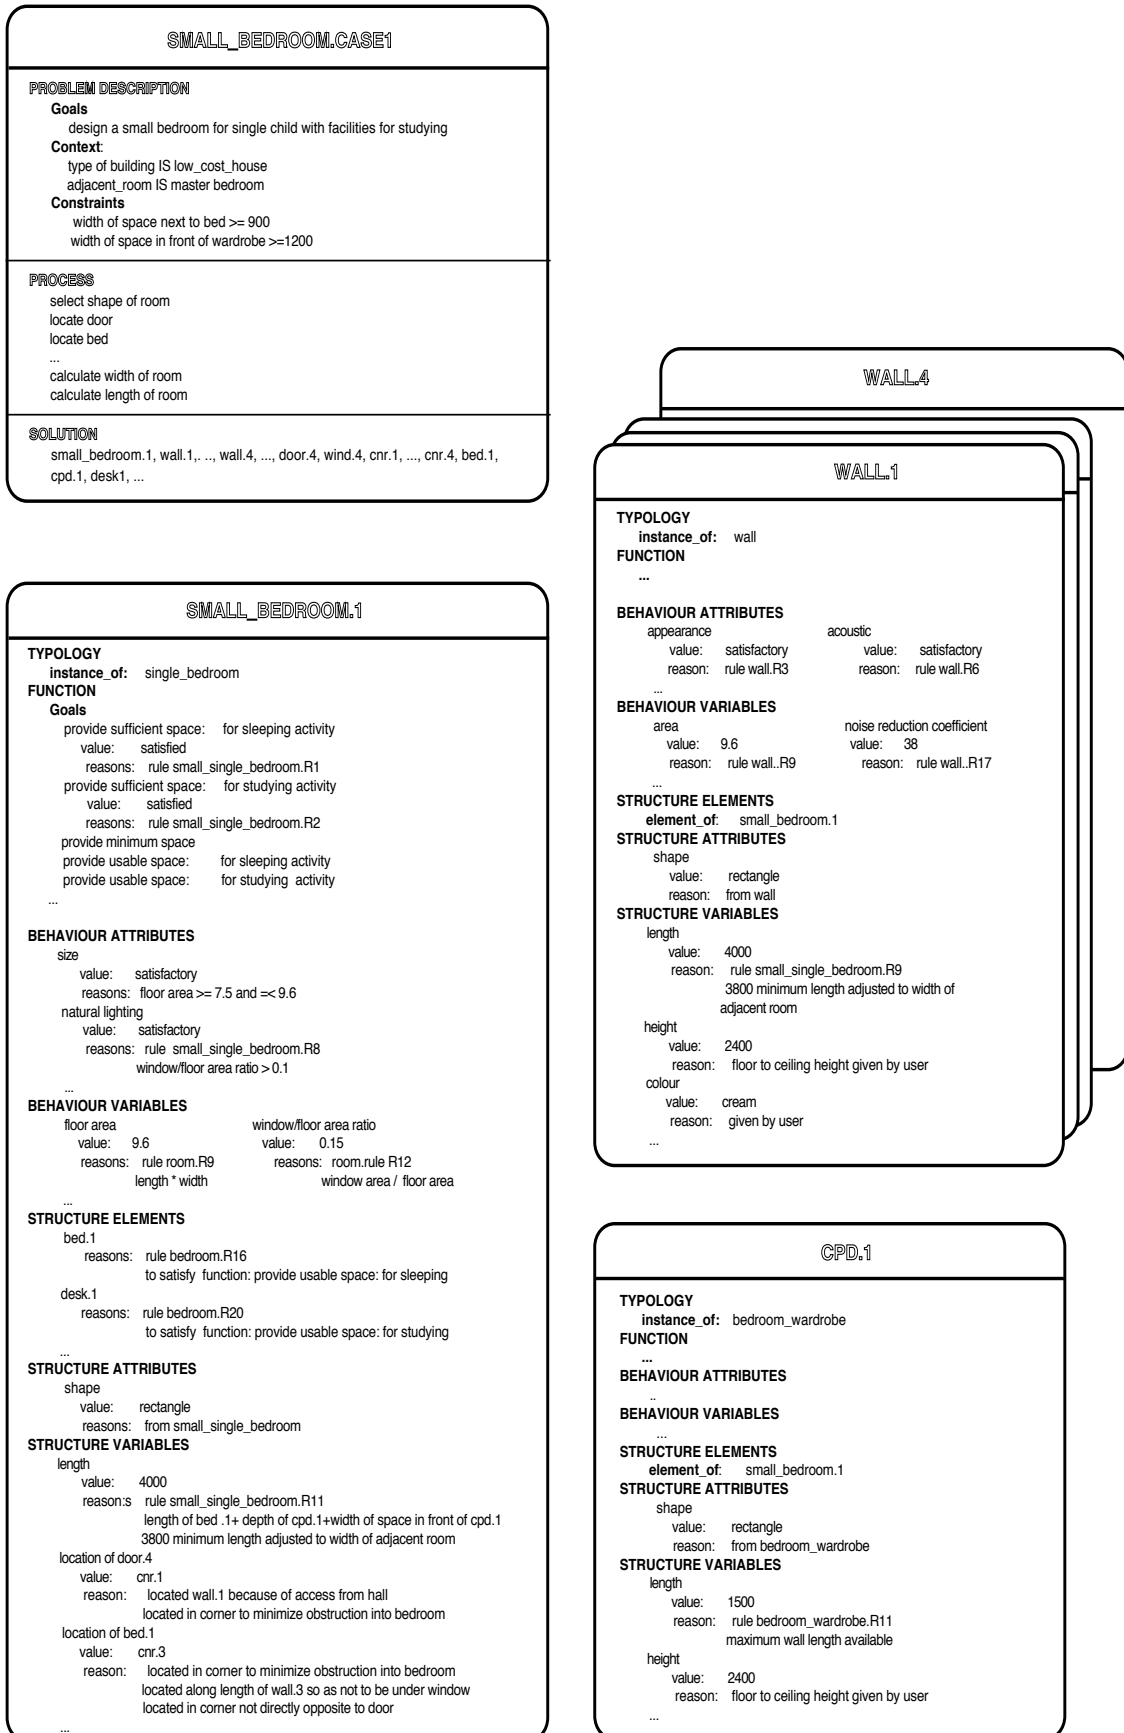 SMALL_BEDROOM.CASE1
PROBLEM DESCRIPTION
Goals
design a small bedroom for single child with facilities for studying
Context:
type of building IS low_cost_house
adjacent_room IS master bedroom
Constraints
width of space next to bed >= 900
width of space in front of wardrobe >=1200
PROCESS
select shape of room
locate door
locate bed
...
calculate width of room
calculate length of room
SOLUTION
small_bedroom.1, wall.1,. .., wall.4, ..., door.4, wind.4, cnr.1, ..., cnr.4, bed.1,
cpd.1, desk1, ...
SMALL_BEDROOM.1
TYPOLOGY
instance_of: single_bedroom
FUNCTION
Goals
provide sufficient space: for sleeping activity
value: satisfied
reasons: rule small_single_bedroom.R1
provide sufficient space: for studying activity
value: satisfied
reasons: rule small_single_bedroom.R2
provide minimum space
provide usable space: for sleeping activity
provide usable space: for studying activity
...
BEHAVIOUR ATTRIBUTES
size
value: satisfactory
reasons: floor area >= 7.5 and =< 9.6
natural lighting
value: satisfactory
reasons: rule small_single_bedroom.R8
window/floor area ratio > 0.1
...
BEHAVIOUR VARIABLES
floor area window/floor area ratio
value: 9.6 value: 0.15
reasons: rule room.R9 reasons: room.rule R12
length * width window area / floor area
...
STRUCTURE ELEMENTS
bed.1
reasons: rule bedroom.R16
to satisfy function: provide usable space: for sleeping
desk.1
reasons: rule bedroom.R20
to satisfy function: provide usable space: for studying
...
STRUCTURE ATTRIBUTES
shape
value: rectangle
reasons: from small_single_bedroom
STRUCTURE VARIABLES
length
value: 4000
reason:s rule small_single_bedroom.R11
length of bed .1+ depth of cpd.1+width of space in front of cpd.1
3800 minimum length adjusted to width of adjacent room
location of door.4
value: cnr.1
reason: located wall.1 because of access from hall
located in corner to minimize obstruction into bedroom
location of bed.1
value: cnr.3
reason: located in corner to minimize obstruction into bedroom
located along length of wall.3 so as not to be under window
located in corner not directly opposite to door
...
WALL.4
WALL.1
TYPOLOGY
instance_of: wall
FUNCTION
...
BEHAVIOUR ATTRIBUTES
appearance acoustic
value: satisfactory value: satisfactory
reason: rule wall.R3 reason: rule wall.R6
...
BEHAVIOUR VARIABLES
area noise reduction coefficient
value: 9.6 value: 38
reason: rule wall..R9 reason: rule wall..R17
...
STRUCTURE ELEMENTS
element_of: small_bedroom.1
STRUCTURE ATTRIBUTES
shape
value: rectangle
reason: from wall
STRUCTURE VARIABLES
length
value: 4000
reason: rule small_single_bedroom.R9
3800 minimum length adjusted to width of
adjacent room
height
value: 2400
reason: floor to ceiling height given by user
colour
value: cream
reason: given by user
...
CPD.1
TYPOLOGY
instance_of: bedroom_wardrobe
FUNCTION
...
BEHAVIOUR ATTRIBUTES
..
BEHAVIOUR VARIABLES
...
STRUCTURE ELEMENTS
element_of: small_bedroom.1
STRUCTURE ATTRIBUTES
shape
value: rectangle
reason: from bedroom_wardrobe
STRUCTURE VARIABLES
length
value: 1500
reason: rule bedroom_wardrobe.R11
maximum wall length available
height
value: 2400
reason: floor to ceiling height given by user
...